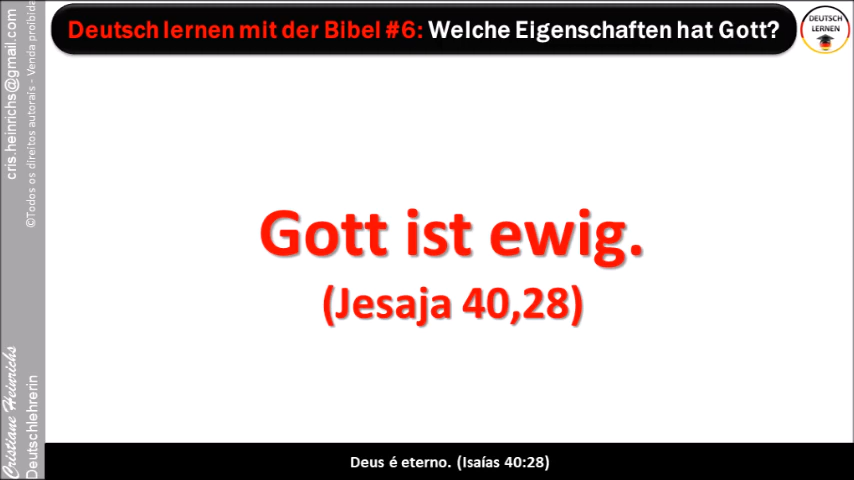 Deutsch lernen mit der Bibel #6: Welche Eigenschaften hat Gott?
DEUTSCH
LERNEN
Gott ist ewig.
(Jesaja 40,28)
Deus é eterno. (Isaías 40:28)
Cristiane Heinrichs
Deutschlehrerin
cris.heinrichs@gmail.com
©Todos os direitos autorais - Venda proibida